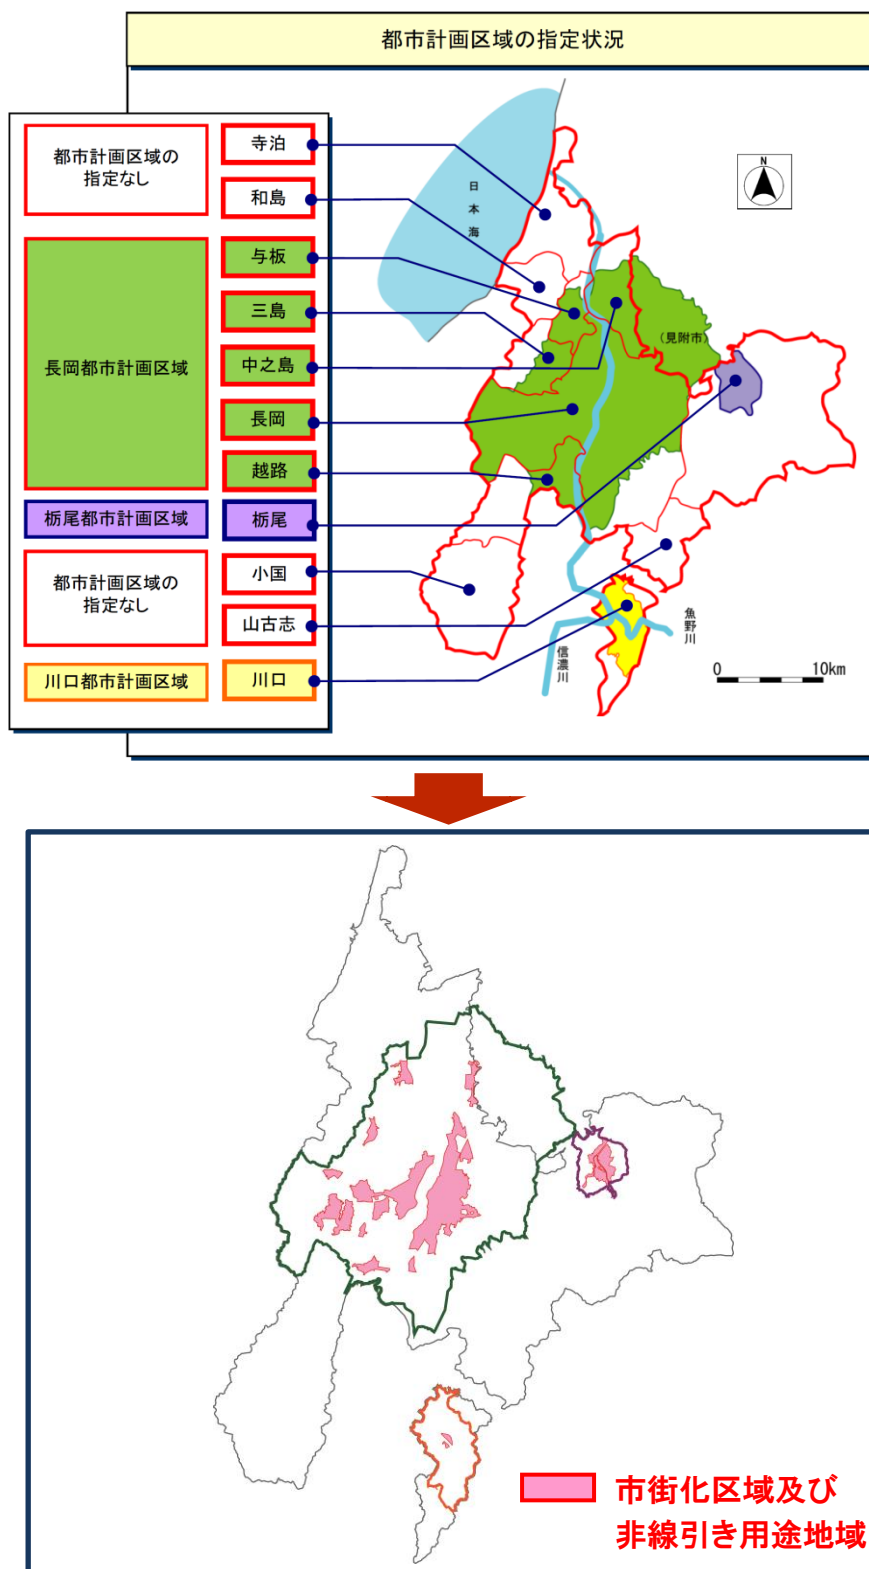 都市計画区域の指定状況
都市計画区域の
指定なし
寺泊
和島
長岡都市計画区域
与板
三島
中之島
長岡
越路
栃尾都市計画区域
栃尾
都市計画区域の
指定なし
小国
山古志
川口都市計画区域
川口
日本海
N
(見附市)
魚野川
信濃川
0 10km
市街化区域及び
非線引き用途地域